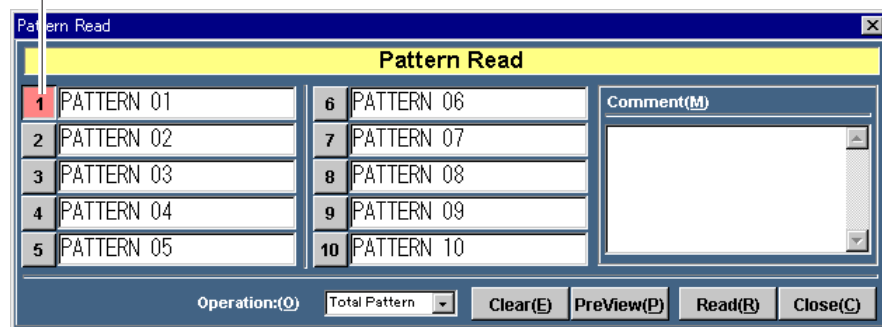 Pattern Read
Pattern Read
1 PATTERN 01
2 PATTERN 02
3 PATTERN 03
4 PATTERN 04
5 PATTERN 05
6 PATTERN 06
7 PATTERN 07
8 PATTERN 08
9 PATTERN 09
10 PATTERN 10
Comment(M)
Operation:(O) Total Pattern Clear(E) PreView(P) Read(R) Close(C)